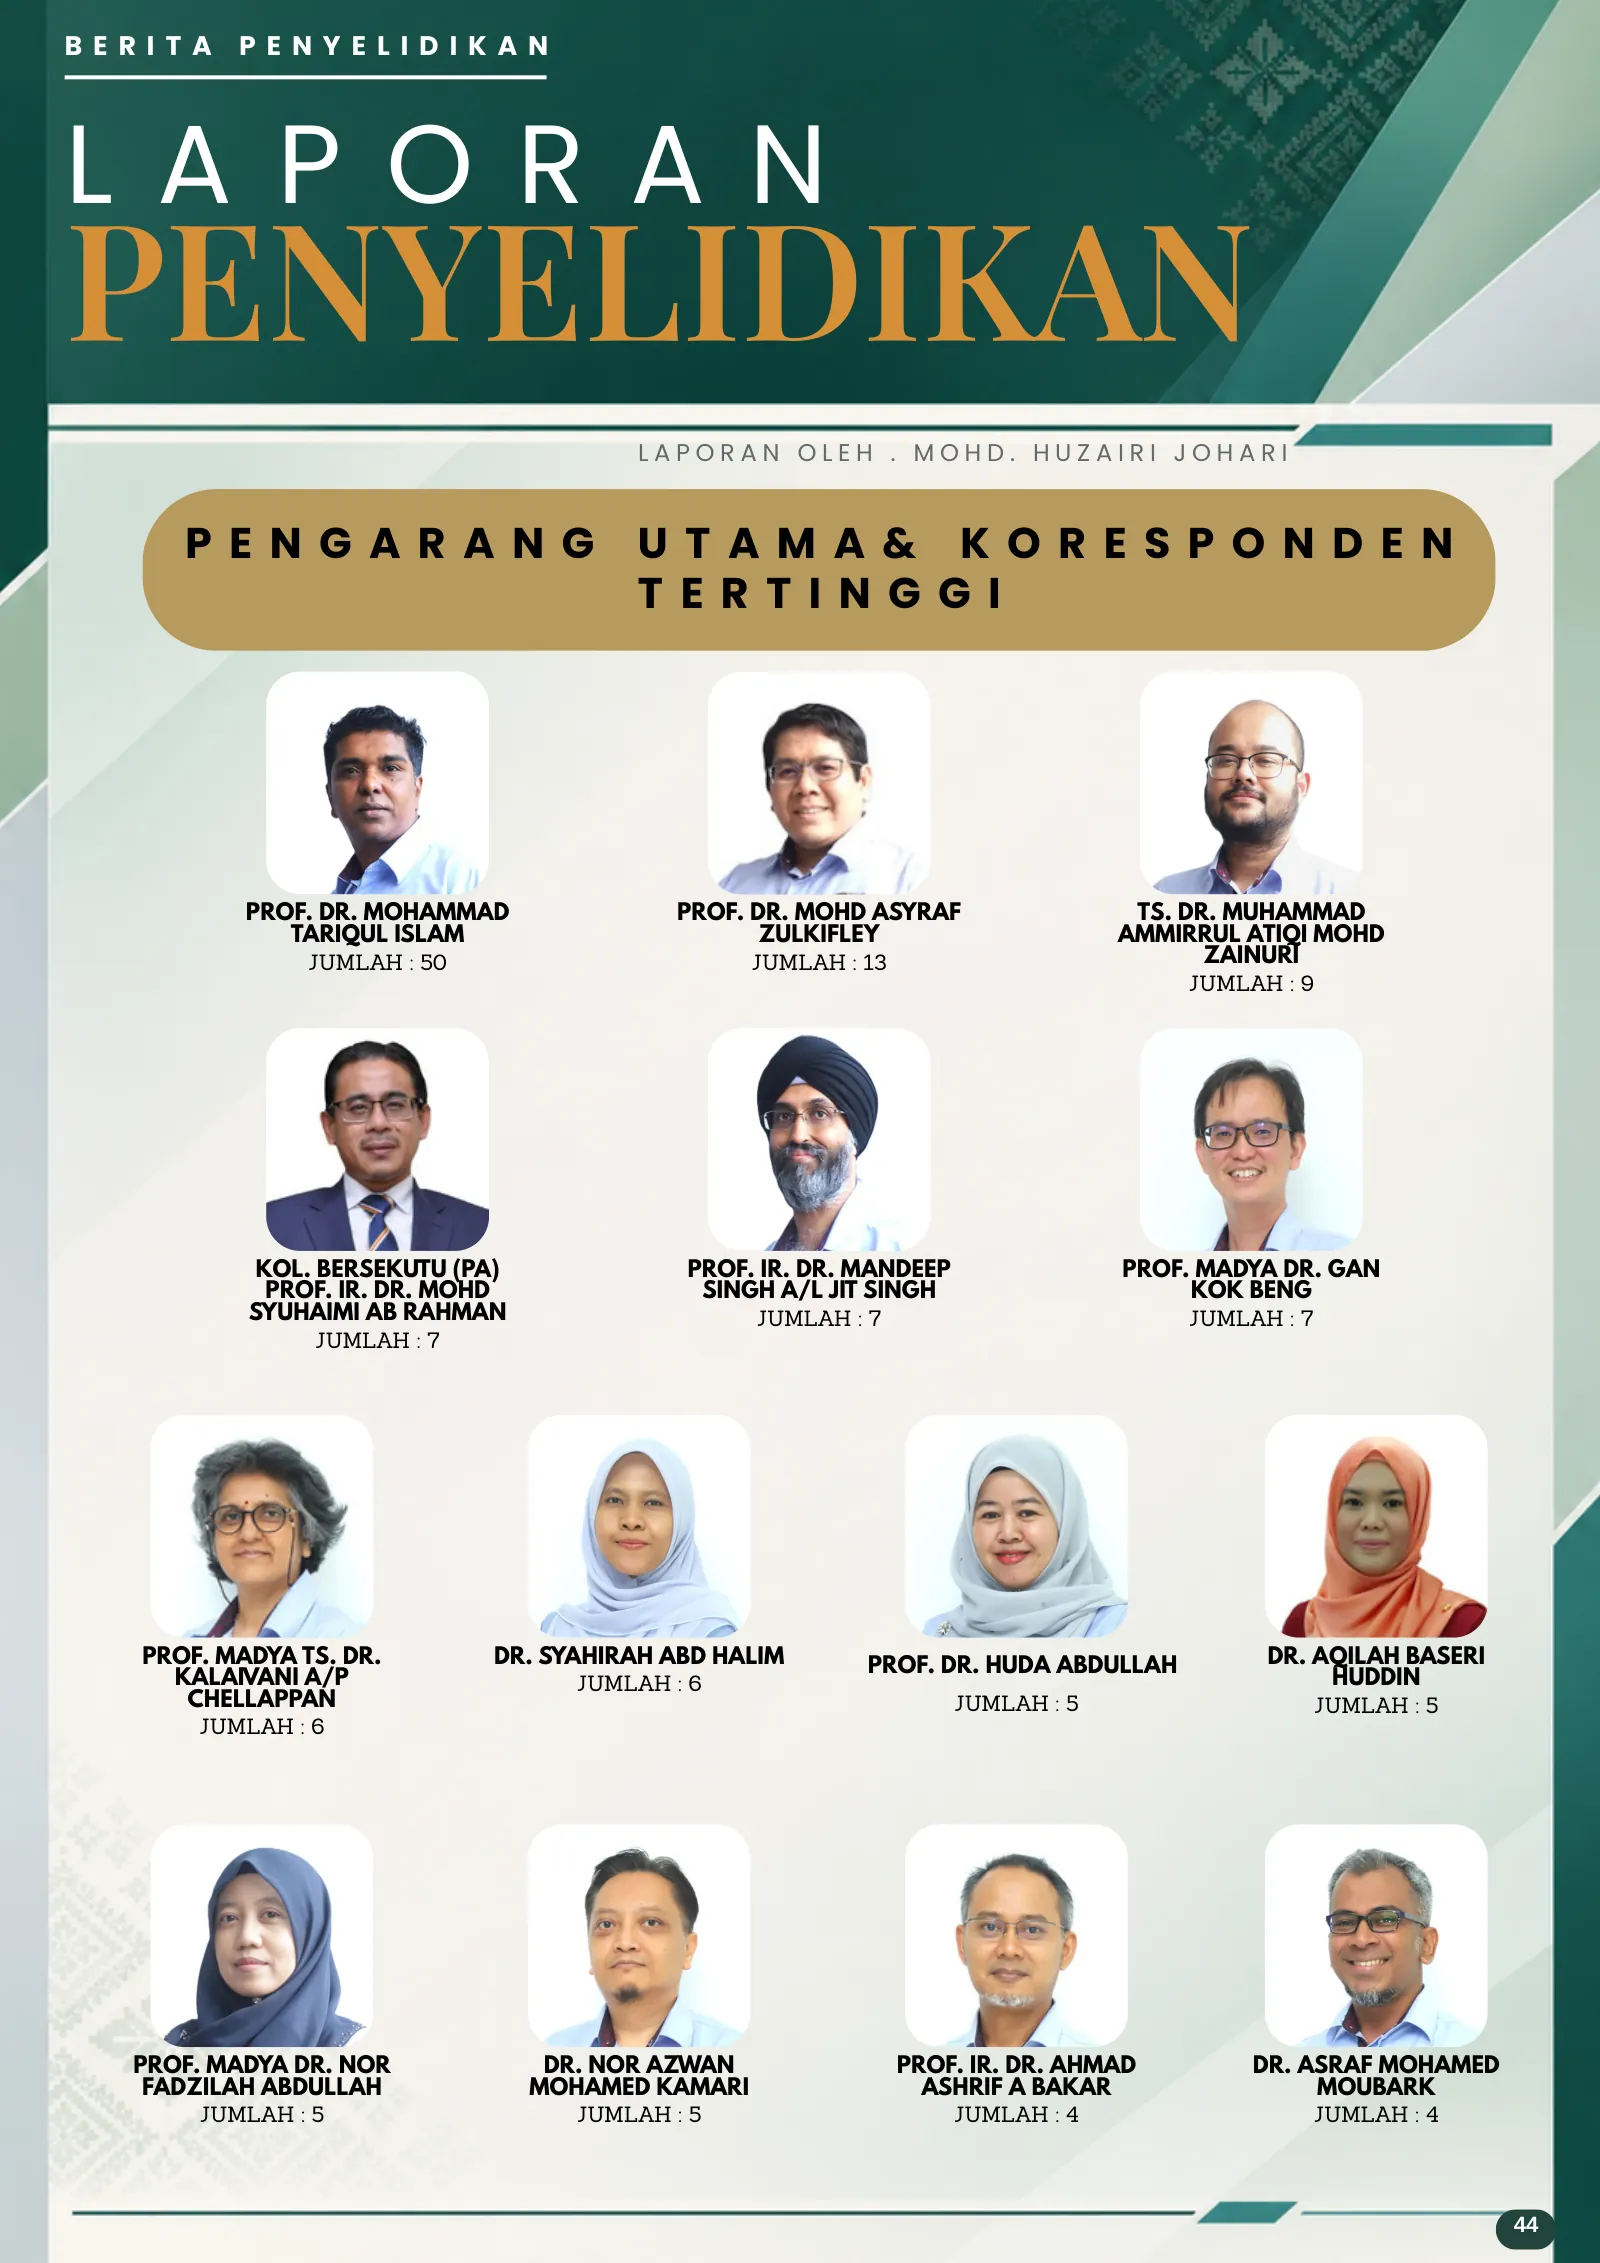 BERITA PENYELIDIKAN
LAPORAN
PENYELIDIKAN
LAPORAN OLEH . MOHD. HUZAIRI JOHARI
PENGARANG UTAMA& KORESPONDEN
TERTINGGI
PROF. DR. MOHAMMAD
TARIQUL ISLAM
JUMLAH : 50
PROF. DR. MOHD ASYRAF
ZULKIFLEY
JUMLAH : 13
TS. DR. MUHAMMAD
AMMIRRUL ATIQI MOHD
ZAINURI
JUMLAH : 9
KOL. BERSEKUTU (PA)
PROF. IR. DR. MOHD
SYUHAIMI AB RAHMAN
JUMLAH : 7
PROF. IR. DR. MANDEEP
SINGH A/L JIT SINGH
JUMLAH : 7
PROF. MADYA DR. GAN
KOK BENG
JUMLAH : 7
PROF. MADYA TS. DR.
KALAIVANI A/P
CHELLAPPAN
JUMLAH : 6
DR. SYAHIRAH ABD HALIM
JUMLAH : 6
PROF. DR. HUDA ABDULLAH
JUMLAH : 5
DR. AQILAH BASERI
HUDDIN
JUMLAH : 5
PROF. MADYA DR. NOR
FADZILAH ABDULLAH
JUMLAH : 5
DR. NOR AZWAN
MOHAMED KAMARI
JUMLAH : 5
PROF. IR. DR. AHMAD
ASHRIF A BAKAR
JUMLAH : 4
DR. ASRAF MOHAMED
MOUBARK
JUMLAH : 4
44